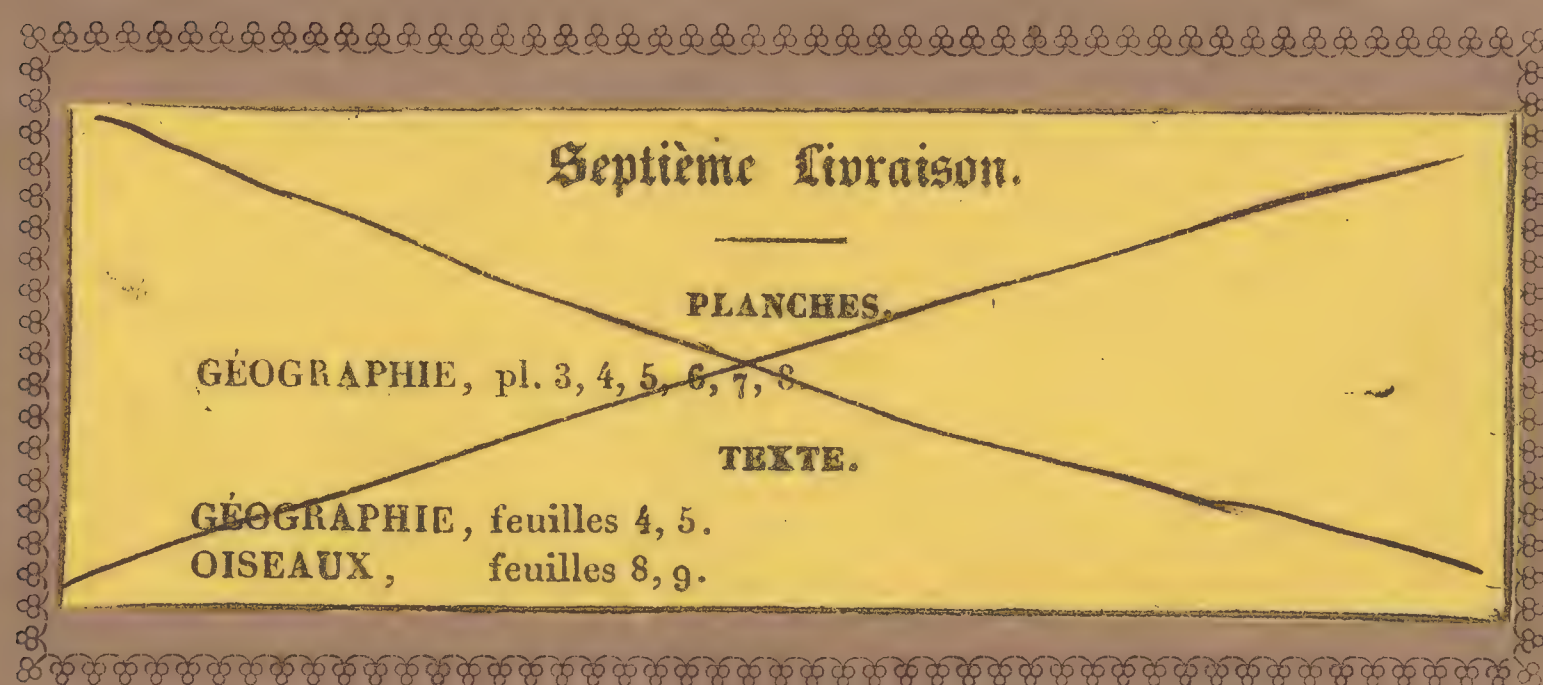 Septième Livraison.
PLANCHES.
GÉOGRAPHIE, pl. 3, 4, 5, 6, 7, 8.
TEXTE.
GÉOGRAPHIE, feuilles 4, 5.
OISEAUX, feuilles 8, 9.